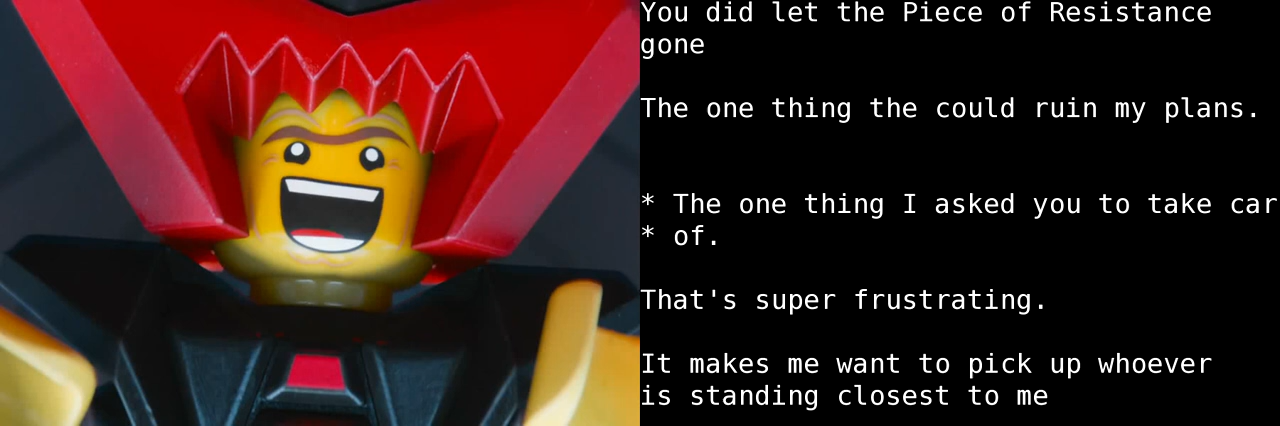 You did let the Piece of Resistance
gone
The one thing the could ruin my plans.
* The one thing I asked you to take car
* of.
That's super frustrating.
It makes me want to pick up whoever
is standing closest to me